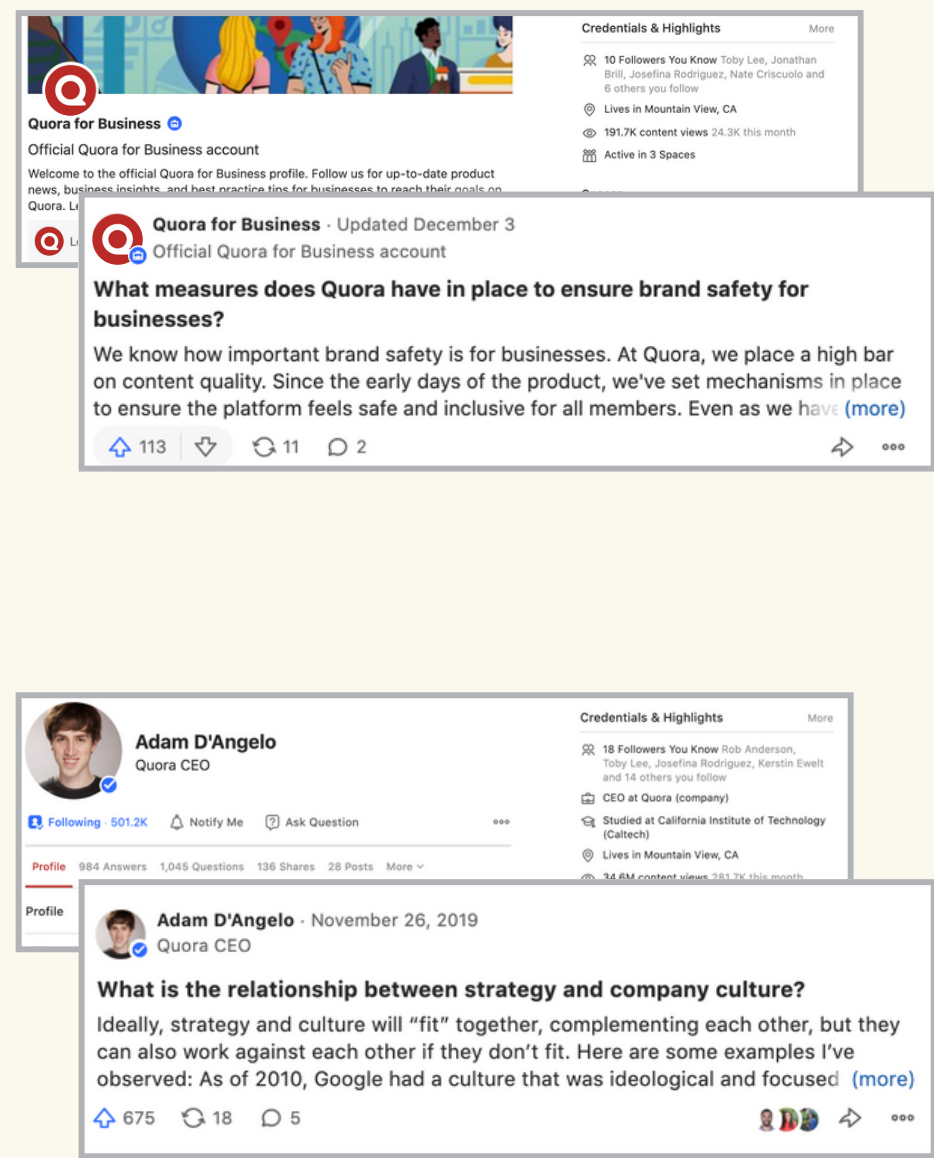 Credentials & Highlights More
10 Followers You Know Toby Lee, Jonathan
Brill, Josefina Rodriguez, Nate Criscuolo and
6 others you follow
Lives in Mountain View, CA
191.7K content views 24.3K this month
Active in 3 Spaces
Quora for Business
Official Quora for Business account
Welcome to the official Quora for Business profile. Follow us for up-to-date product
news, business insights, and best practice tips for businesses to reach their goals on
Quora. Le
Quora for Business · Updated December 3
Official Quora for Business account
What measures does Quora have in place to ensure brand safety for
businesses?
We know how important brand safety is for businesses. At Quora, we place a high bar
on content quality. Since the early days of the product, we've set mechanisms in place
to ensure the platform feels safe and inclusive for all members. Even as we have (more)
113 11 2
Adam D'Angelo
Quora CEO
Following · 501.2K Notify Me Ask Question
Profile 984 Answers 1,045 Questions 136 Shares 28 Posts More
Profile
Credentials & Highlights More
18 Followers You Know Rob Anderson,
Toby Lee, Josefina Rodriguez, Kerstin Ewelt
and 14 others you follow
CEO at Quora (company)
Studied at California Institute of Technology
(Caltech)
Lives in Mountain View, CA
34.6M content views 281.7K this month
Adam D'Angelo · November 26, 2019
Quora CEO
What is the relationship between strategy and company culture?
Ideally, strategy and culture will “fit” together, complementing each other, but they
can also work against each other if they don’t fit. Here are some examples I’ve
observed: As of 2010, Google had a culture that was ideological and focused (more)
675 18 5